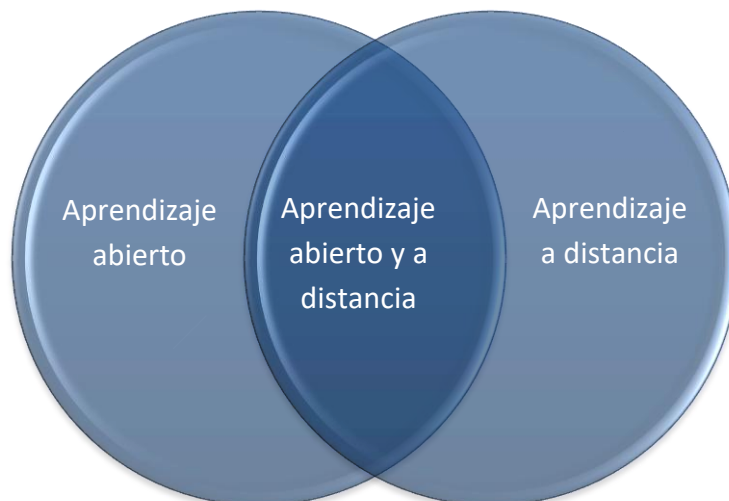 Aprendizaje
abierto
Aprendizaje
abierto y a
distancia
Aprendizaje
a distancia